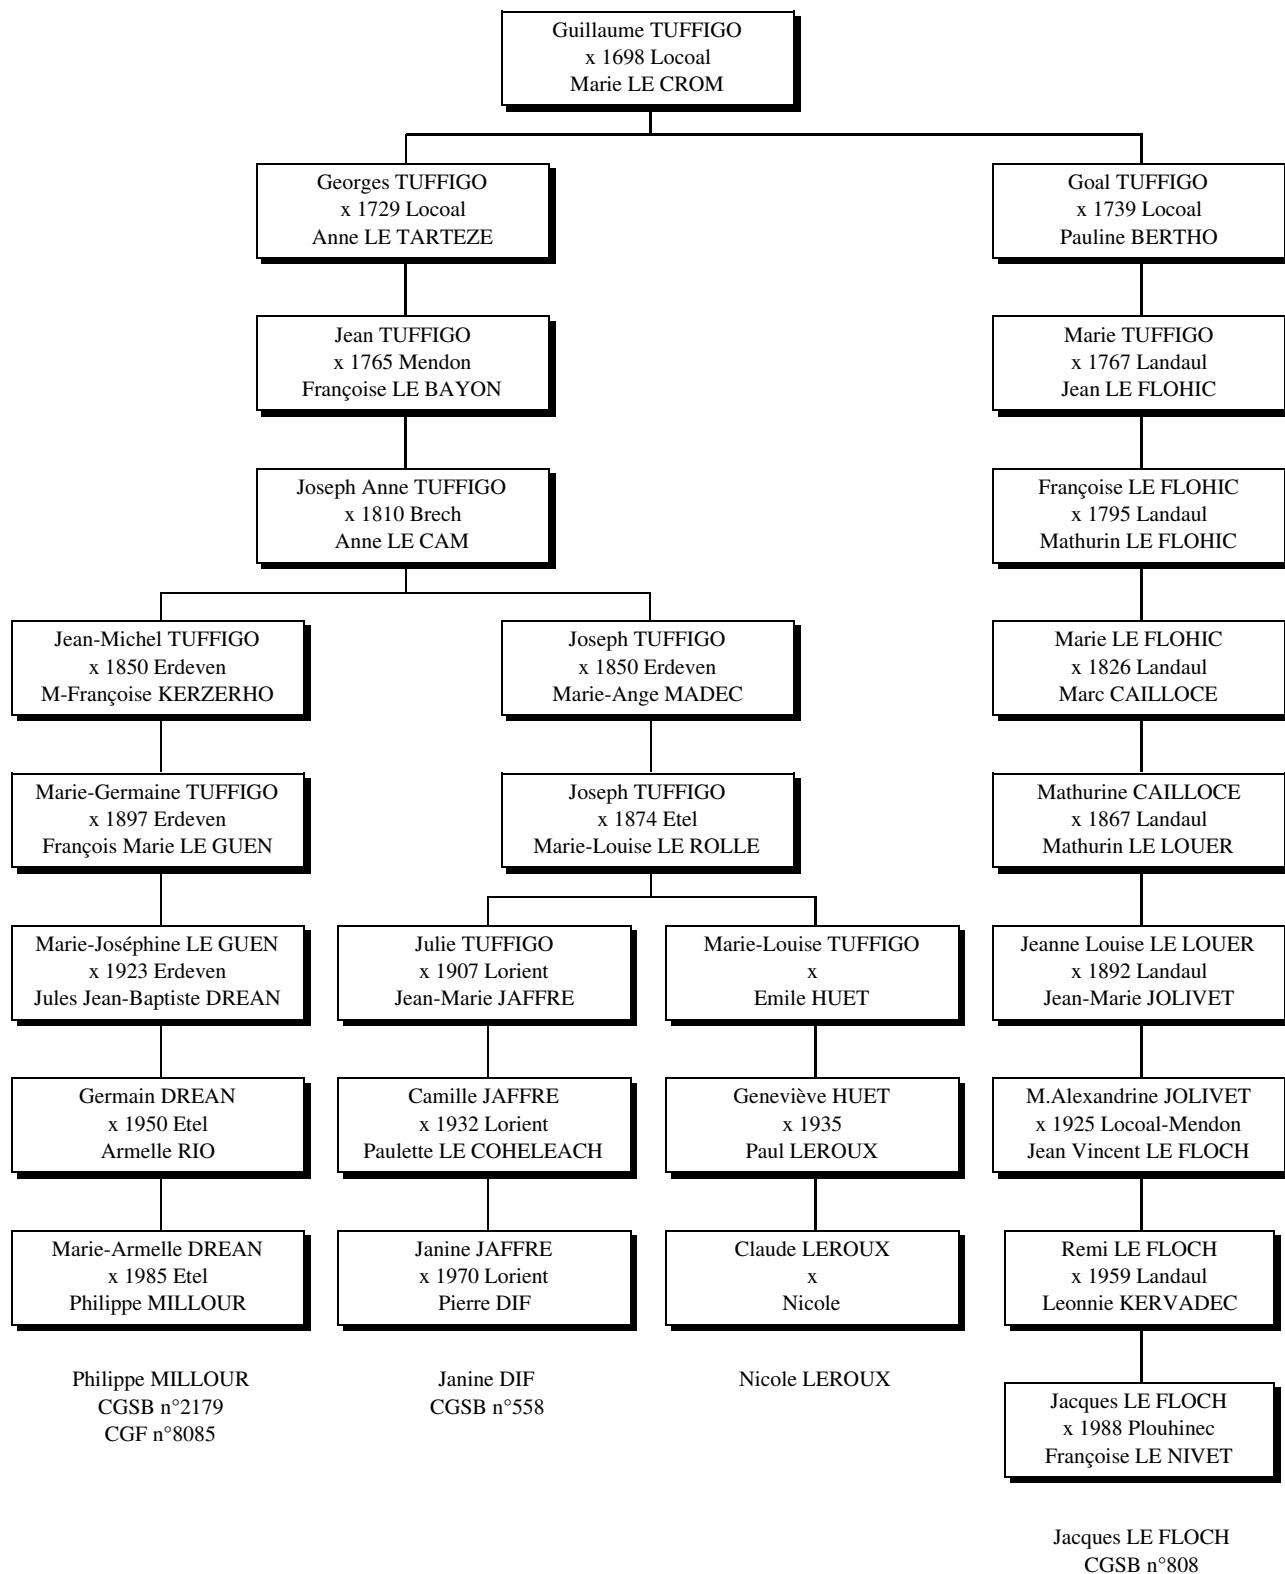 Guillaume TUFFIGO
x 1698 Locoal
Marie LE CROM
Georges TUFFIGO
x 1729 Locoal
Anne LE TARTEZE
Goal TUFFIGO
x 1739 Locoal
Pauline BERTHO
Jean TUFFIGO
x 1765 Mendon
Françoise LE BAYON
Marie TUFFIGO
x 1767 Landaul
Jean LE FLOHIC
Joseph Anne TUFFIGO
x 1810 Brech
Anne LE CAM
Françoise LE FLOHIC
x 1795 Landaul
Mathurin LE FLOHIC
Jean-Michel TUFFIGO
x 1850 Erdeven
M-Françoise KERZERHO
Joseph TUFFIGO
x 1850 Erdeven
Marie-Ange MADEC
Marie LE FLOHIC
x 1826 Landaul
Marc CAILLOCE
Marie-Germaine TUFFIGO
x 1897 Erdeven
François Marie LE GUEN
Joseph TUFFIGO
x 1874 Etel
Marie-Louise LE ROLLE
Mathurine CAILLOCE
x 1867 Landaul
Mathurin LE LOUER
Marie-Joséphine LE GUEN
x 1923 Erdeven
Jules Jean-Baptiste DREAN
Julie TUFFIGO
x 1907 Lorient
Jean-Marie JAFFRE
Marie-Louise TUFFIGO
x
Emile HUET
Jeanne Louise LE LOUER
x 1892 Landaul
Jean-Marie JOLIVET
Germain DREAN
x 1950 Etel
Armelle RIO
Camille JAFFRE
x 1932 Lorient
Paulette LE COHELEACH
Geneviève HUET
x 1935
Paul LEROUX
M.Alexandrine JOLIVET
x 1925 Locoal-Mendon
Jean Vincent LE FLOCH
Marie-Armelle DREAN
x 1985 Etel
Philippe MILLOUR
Janine JAFFRE
x 1970 Lorient
Pierre DIF
Claude LEROUX
x
Nicole
Remi LE FLOCH
x 1959 Landaul
Leonnie KERVADEC
Philippe MILLOUR
CGSB n°2179
CGF n°8085
Janine DIF
CGSB n°558
Nicole LEROUX
Jacques LE FLOCH
x 1988 Plouhinec
Françoise LE NIVET
Jacques LE FLOCH
CGSB n°808